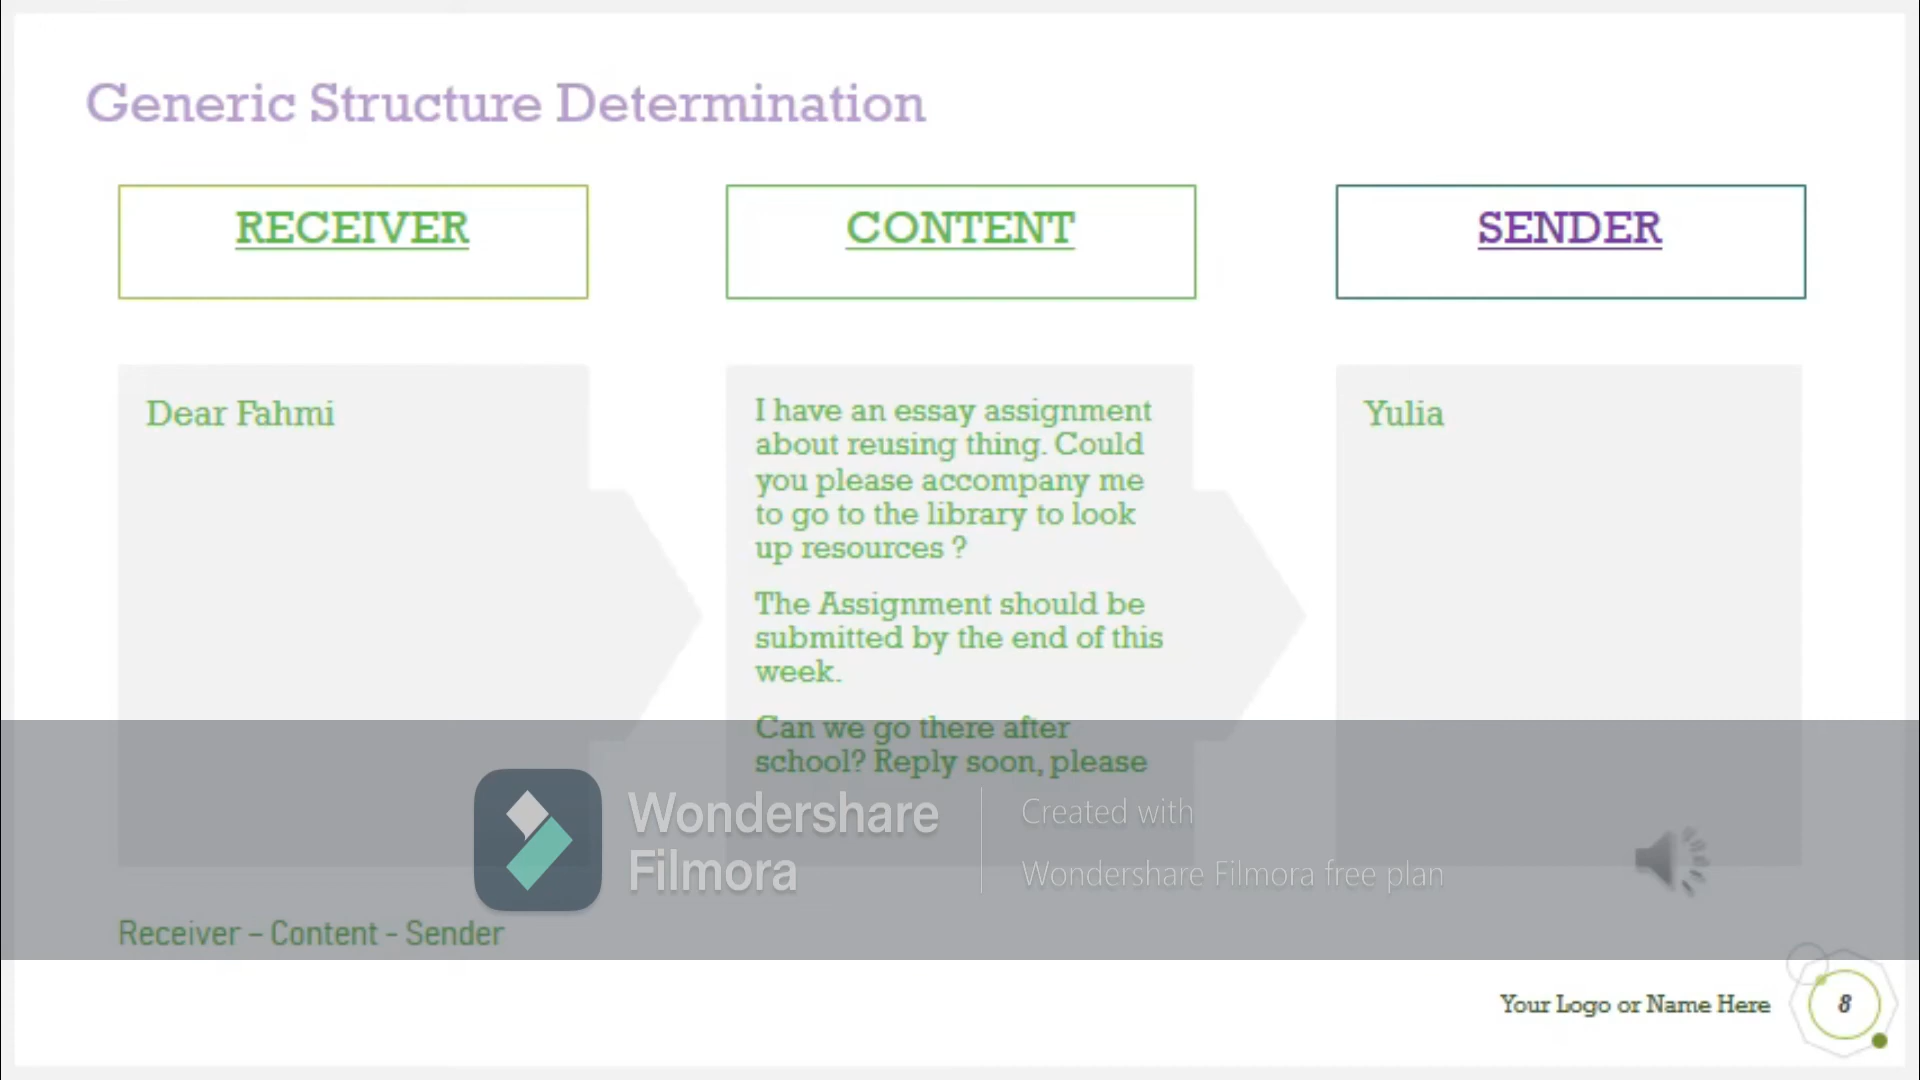 Generic Structure Determination
RECEIVER
CONTENT
SENDER
Dear Fahmi
I have an essay assignment
about reusing thing. Could
you please accompany me
to go to the library to look
up resources ?
The Assignment should be
submitted by the end of this
week.
Can we go there after
school? Reply soon, please
Yulia
Wondershare
Filmora
Created with
Wondershare Filmora free plan
Receiver – Content - Sender
Your Logo or Name Here
8